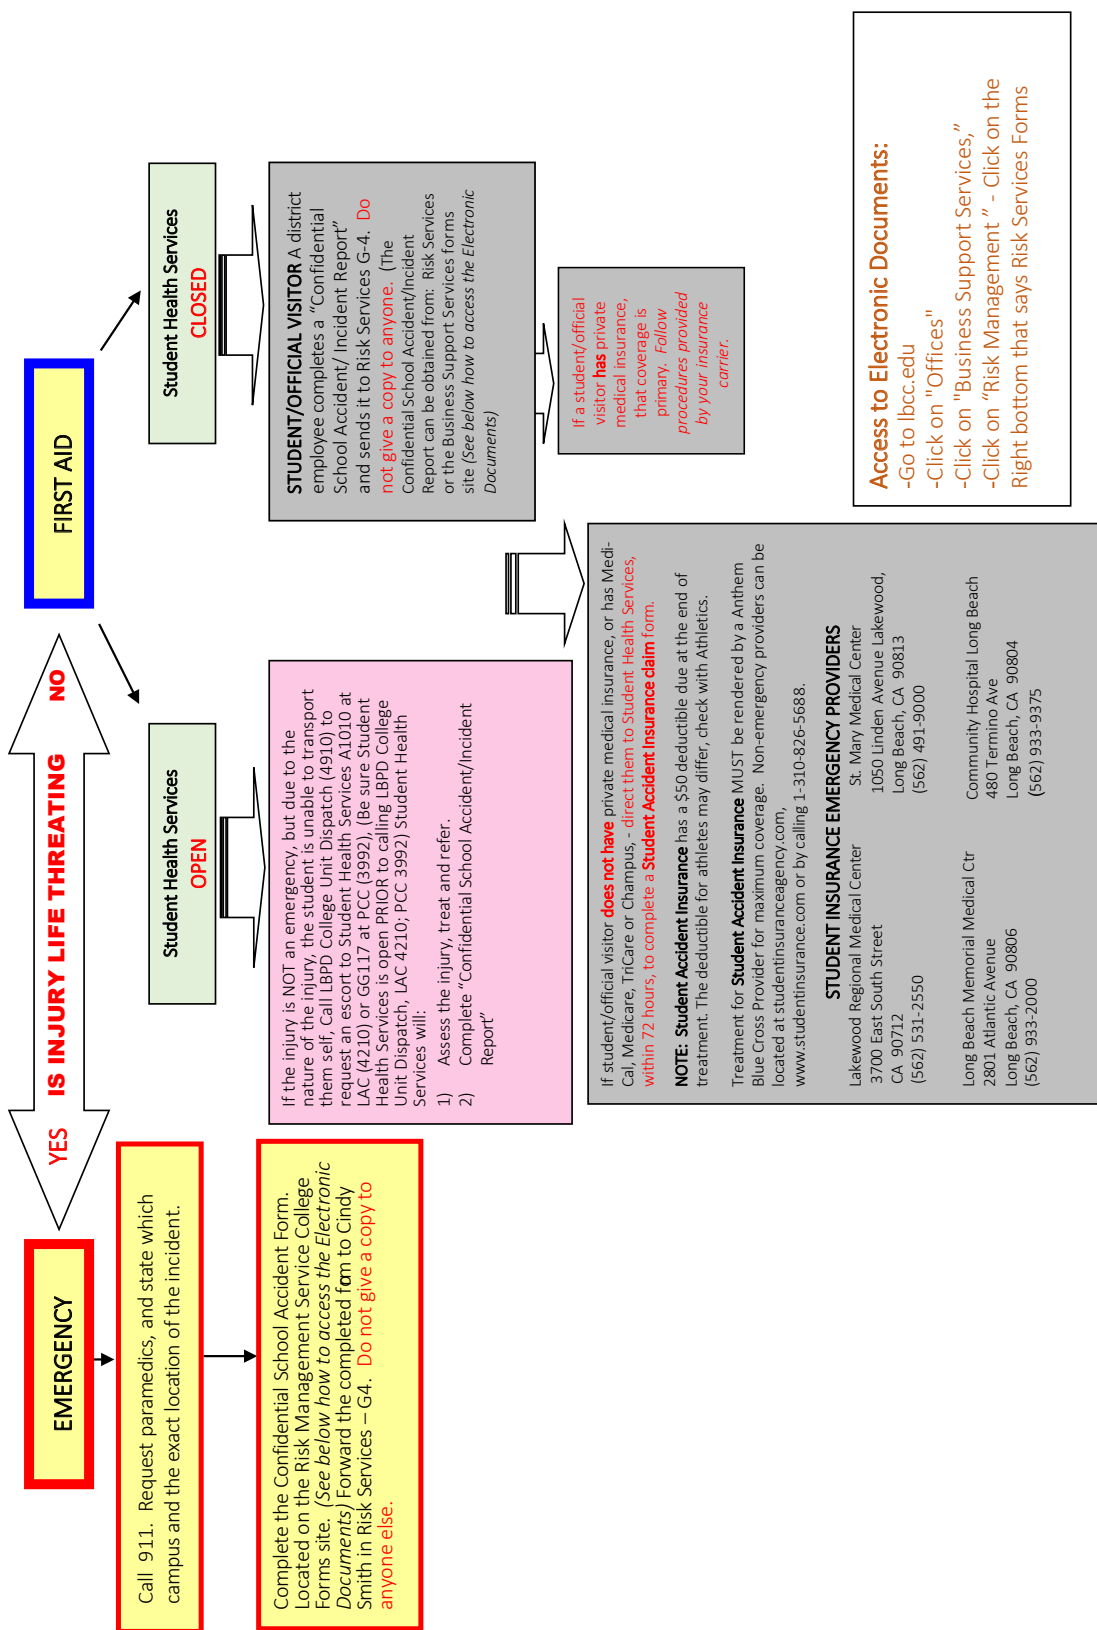 IS INJURY LIFE THREATING
YES
NO
EMERGENCY
FIRST AID
Call 911. Request paramedics, and state which
campus and the exact location of the incident.
Complete the Confidential School Accident Form.
Located on the Risk Management Service College
Forms site. (See below how to access the Electronic
Documents) Forward the completed form to Cindy
Smith in Risk Services – G4. Do not give a copy to
anyone else.
Student Health Services
OPEN
If the injury is NOT an emergency, but due to the
nature of the injury, the student is unable to transport
them self, Call LBPD College Unit Dispatch (4910) to
request an escort to Student Health Services A1010 at
LAC (4210) or GG117 at PCC (3992), (Be sure Student
Health Services is open PRIOR to calling LBPD College
Unit Dispatch, LAC 4210; PCC 3992) Student Health
Services will:
1) Assess the injury, treat and refer.
2) Complete “Confidential School Accident/Incident
Report”
Student Health Services
CLOSED
STUDENT/OFFICIAL VISITOR A district
employee completes a “Confidential
School Accident/ Incident Report”
and sends it to Risk Services G-4. Do
not give a copy to anyone. (The
Confidential School Accident/Incident
Report can be obtained from: Risk Services
or the Business Support Services forms
site (See below how to access the Electronic
Documents)
If a student/official
visitor has private
medical insurance,
that coverage is
primary. Follow
procedures provided
by your insurance
carrier.
If student/official visitor does not have private medical insurance, or has Medi-
Cal, Medicare, TriCare or Champus, - direct them to Student Health Services,
within 72 hours, to complete a Student Accident Insurance claim form.
NOTE: Student Accident Insurance has a $50 deductible due at the end of
treatment. The deductible for athletes may differ, check with Athletics.
Treatment for Student Accident Insurance MUST be rendered by a Anthem
Blue Cross Provider for maximum coverage. Non-emergency providers can be
located at studentinsuranceagency.com,
www.studentinsurance.com or by calling 1-310-826-5688.
STUDENT INSURANCE EMERGENCY PROVIDERS
Lakewood Regional Medical Center
3700 East South Street
CA 90712
(562) 531-2550
St. Mary Medical Center
1050 Linden Avenue Lakewood,
Long Beach, CA 90813
(562) 491-9000
Long Beach Memorial Medical Ctr
2801 Atlantic Avenue
Long Beach, CA 90806
(562) 933-2000
Community Hospital Long Beach
480 Termino Ave
Long Beach, CA 90804
(562) 933-9375
Access to Electronic Documents:
-Go to lbcc.edu
-Click on "Offices"
-Click on "Business Support Services,”
-Click on “Risk Management ” - Click on the
Right bottom that says Risk Services Forms